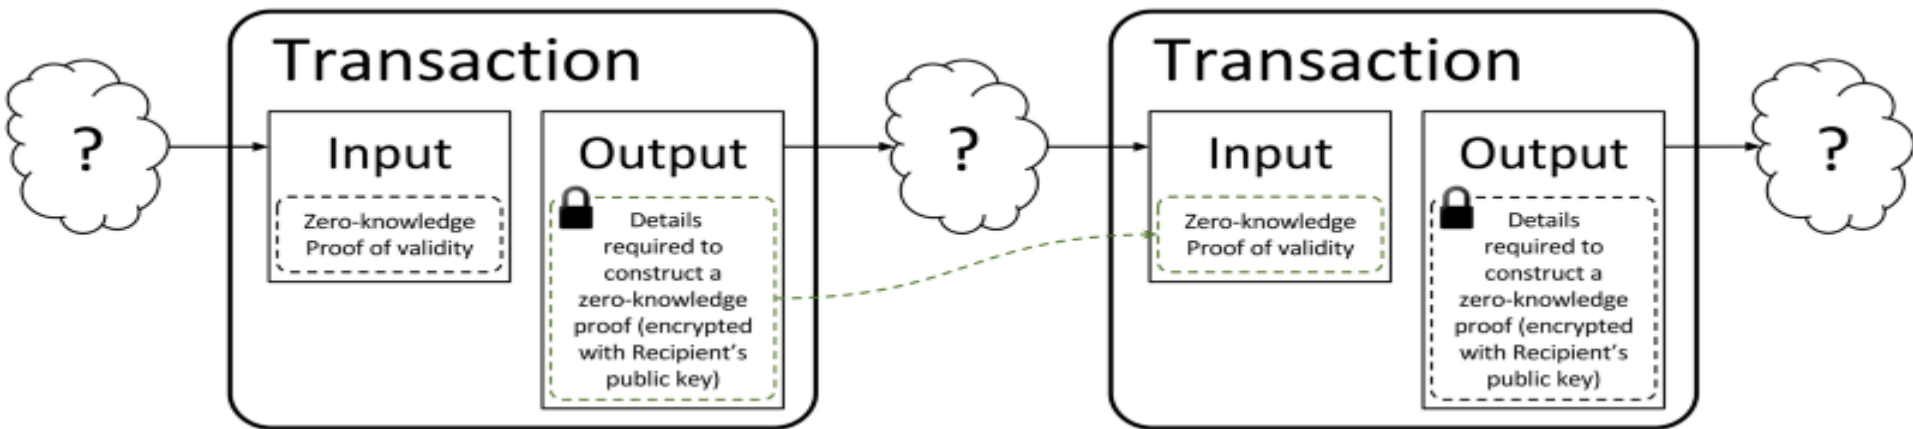 ?
Transaction
Input
Zero-knowledge
Proof of validity
Output
Details
required to
construct a
zero-knowledge
proof (encrypted
with Recipient's
public key)
?
Transaction
Input
Zero-knowledge
Proof of validity
Output
Details
required to
construct a
zero-knowledge
proof (encrypted
with Recipient's
public key)
?